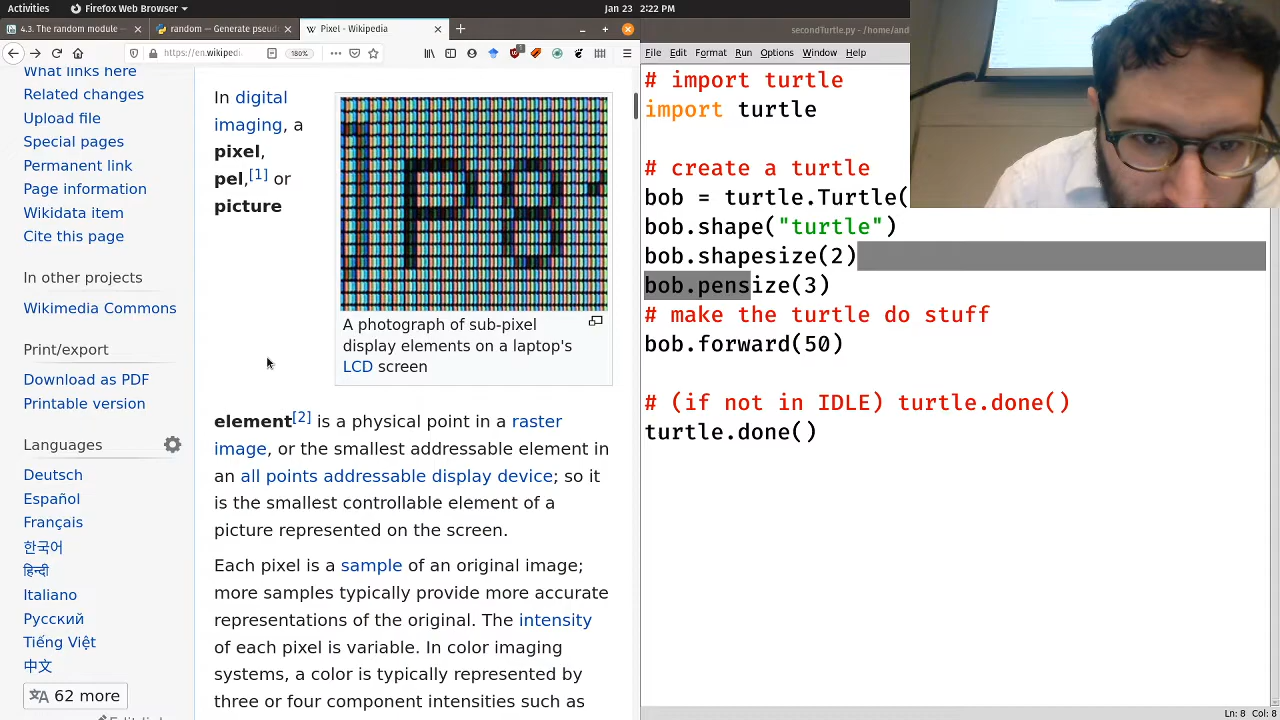 Activities
Firefox Web Browser
Jan 23 2:22 PM
4.3. The random module —
random — Generate pseud
Pixel - Wikipedia
secondTurtle.py - /home/and
https://en.wikiped
180%
1
File Edit Format Run Options Window Help
What links here
Related changes
Upload file
Special pages
Permanent link
Page information
Wikidata item
Cite this page
In other projects
Wikimedia Commons
Print/export
Download as PDF
Printable version
Languages
Deutsch
Español
Français
한국어
हिन्दी
Italiano
Русский
Tiếng Việt
中文
62 more
In digital
imaging, a
pixel,
pel,[1] or
picture
A photograph of sub-pixel
display elements on a laptop's
LCD screen
element[2] is a physical point in a raster
image, or the smallest addressable element in
an all points addressable display device; so it
is the smallest controllable element of a
picture represented on the screen.
Each pixel is a sample of an original image;
more samples typically provide more accurate
representations of the original. The intensity
of each pixel is variable. In color imaging
systems, a color is typically represented by
three or four component intensities such as
# import turtle
import turtle
# create a turtle
bob = turtle.Turtle(
bob.shape("turtle")
bob.shapesize(2)
bob.pensize(3)
# make the turtle do stuff
bob.forward(50)
# (if not in IDLE) turtle.done()
turtle.done()
Ln: 8 Col: 8